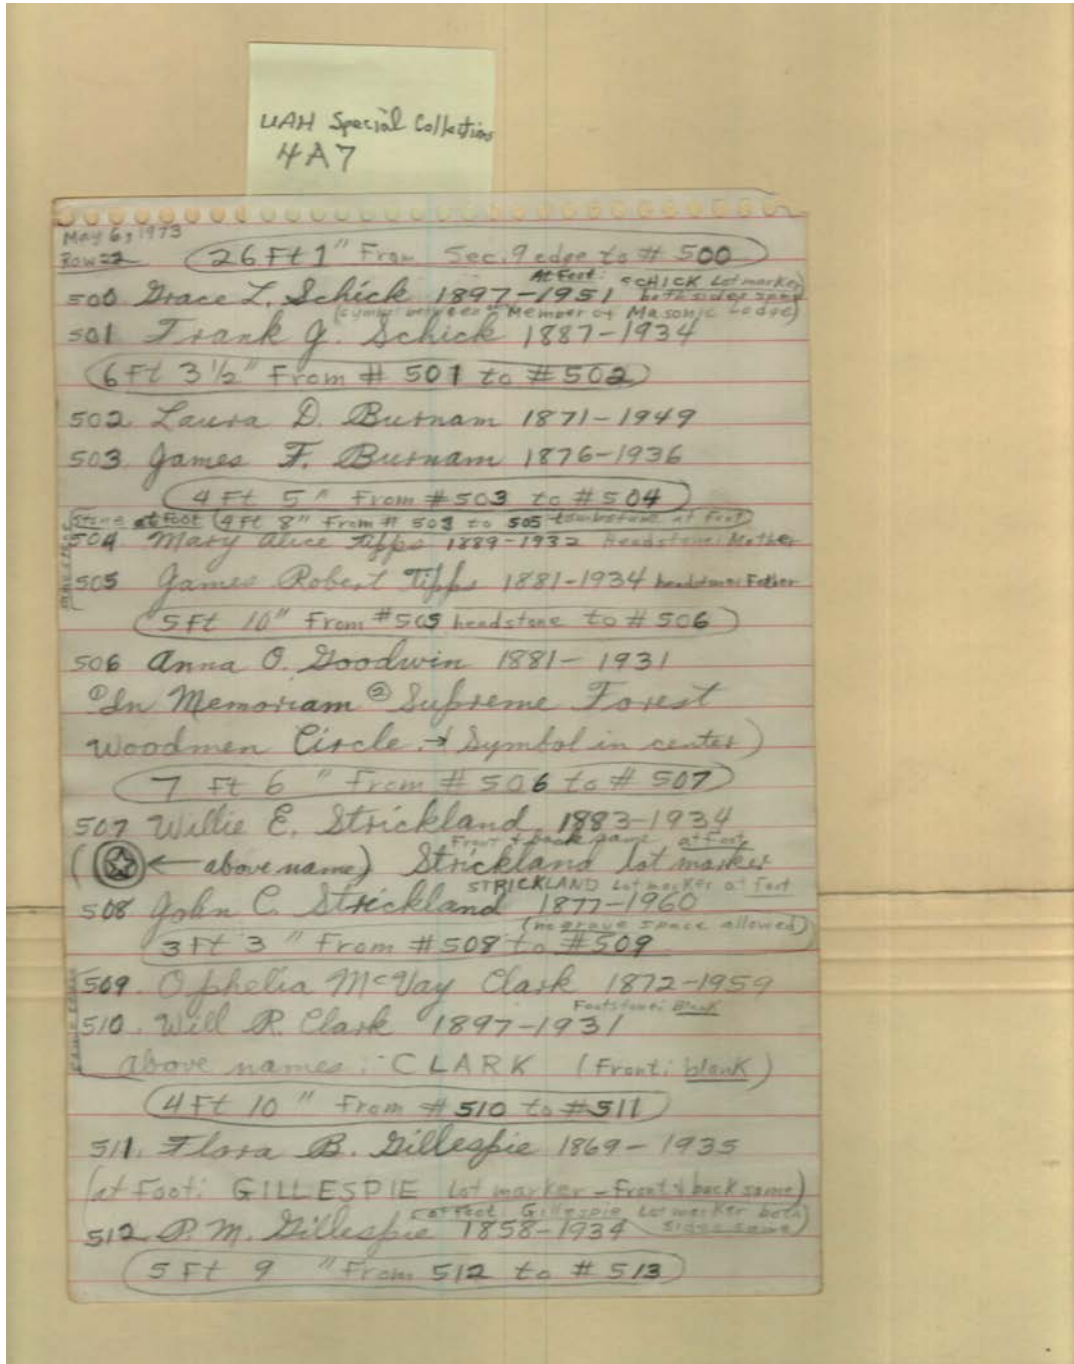 UAH Special Collections
4A7
May 6, 1973
Row 22
26 Ft 1" From Sec. 9 edge to # 500
At Foot: SCHICK Lot marker
500 Grace L. Schick 1897-1951 both sides same
(symbol between Member of Masonic Lodge)
501 Frank J. Schick 1887-1934
6 Ft 3 1/2" From # 501 to # 502
502 Laura D. Burnam 1871-1949
503 James F. Burnam 1876-1936
4 Ft 5" From # 503 to # 504
Stone at foot (4 Ft 8" From # 503 to 505 tombstone at foot)
504 Mary Alice Tipps 1889-1932 Headstone: Mother
505 James Robert Tipps 1881-1934 headstone: Father
5 Ft 10" From # 505 headstone to # 506
506 Anna O. Goodwin 1881-1931
① In Memoriam ② Supreme Forest
Woodmen Circle → Symbol in center)
7 Ft 6" From # 506 to # 507
507 Willie E. Strickland 1883-1934
Front & back same at foot
(← above name) Strickland lot marker
STRICKLAND Lot marker at foot
508 John C. Strickland 1877-1960
(no grave space allowed)
3 Ft 3" From # 508 to # 509
509. Ophelia McVay Clark 1872-1959
Footstone: Blank
510. Will R. Clark 1897-1931
above names: CLARK (Front: blank)
4 Ft 10" From # 510 to # 511
511. Flora B. Gillespie 1869-1935
(at Foot: GILLESPIE Lot marker - Front & back same)
(at foot: Gillespie Lot marker both
512 P. M. Gillespie 1858-1934 sides same)
5 Ft 9" From 512 to # 513